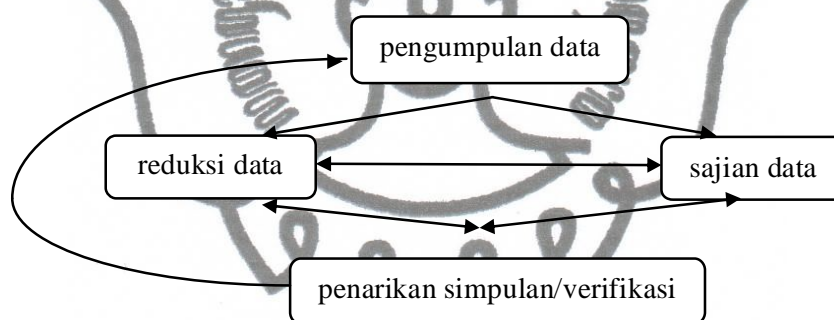 pengumpulan data
reduksi data
sajian data
penarikan simpulan/verifikasi